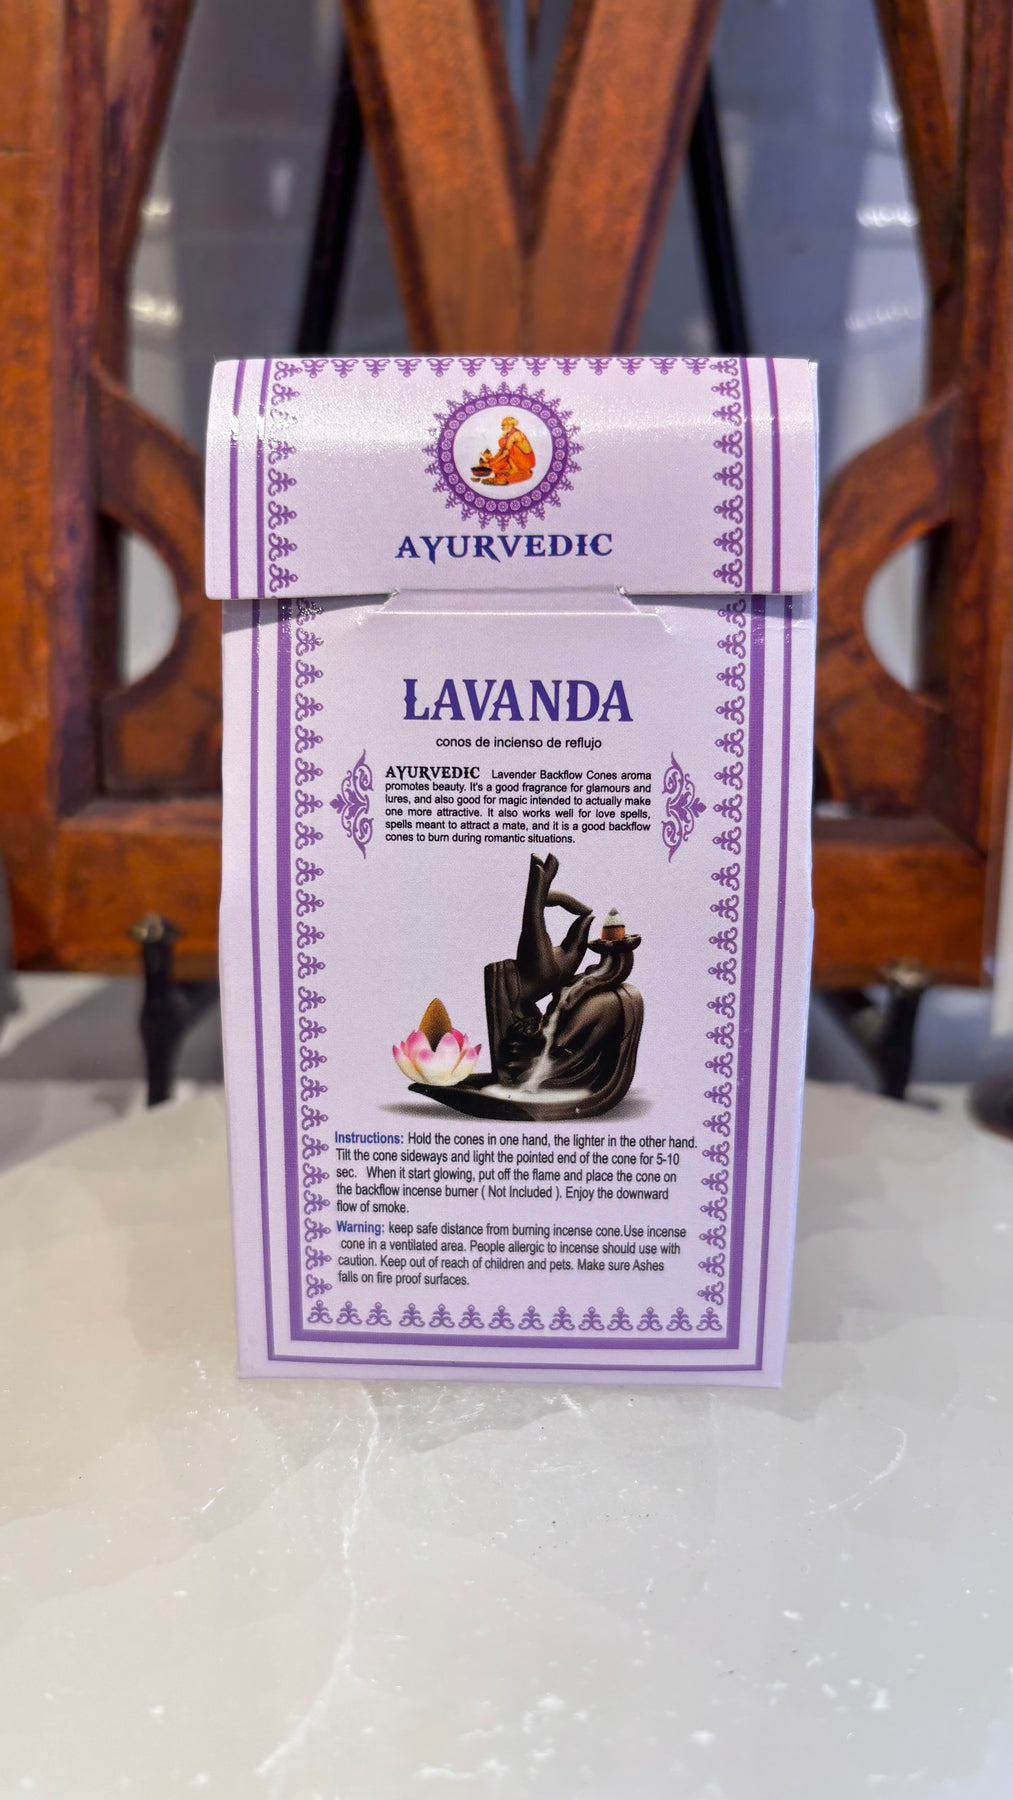 AYURVEDIC
LAVANDA
conos de incienso de reflujo
AYURVEDIC Lavender Backflow Cones aroma
promotes beauty. It's a good fragrance for glamours and
lures, and also good for magic intended to actually make
one more attractive. It also works well for love spells,
spells meant to attract a mate, and it is a good backflow
cones to burn during romantic situations.
Instructions: Hold the cones in one hand, the lighter in the other hand.
Tilt the cone sideways and light the pointed end of the cone for 5-10
sec. When it start glowing, put off the flame and place the cone on
the backflow incense burner ( Not Included ). Enjoy the downward
flow of smoke.
Warning: keep safe distance from burning incense cone.Use incense
cone in a ventilated area. People allergic to incense should use with
caution. Keep out of reach of children and pets. Make sure Ashes
falls on fire proof surfaces.